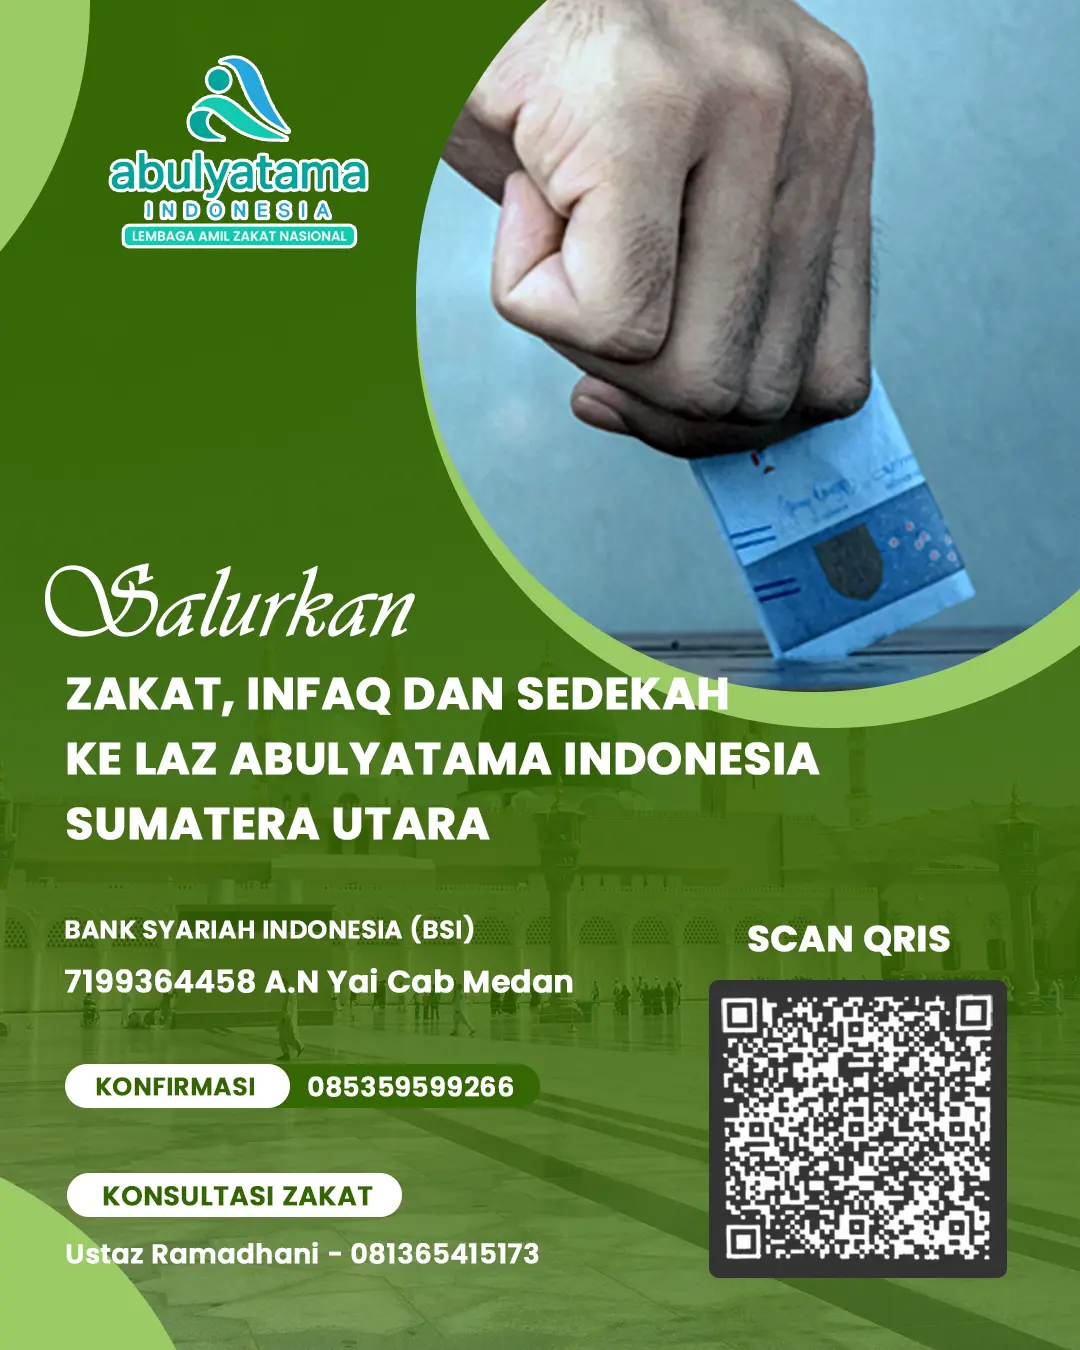 abulyatama
INDONESIA
LEMBAGA AMIL ZAKAT NASIONAL
Salurkan
ZAKAT, INFAQ DAN SEDEKAH
KE LAZ ABULYATAMA INDONESIA
SUMATERA UTARA
BANK SYARIAH INDONESIA (BSI)
7199364458 A.N Yai Cab Medan
SCAN QRIS
KONFIRMASI 085359599266
KONSULTASI ZAKAT
Ustaz Ramadhani - 081365415173